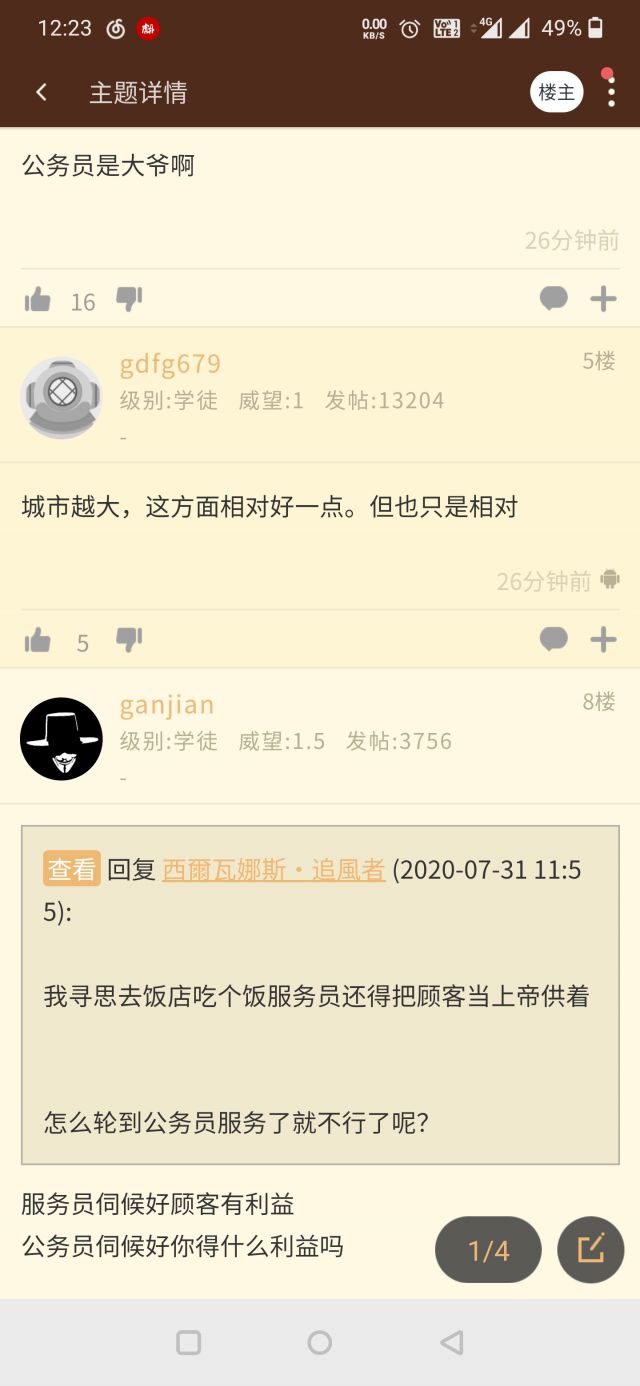 12:23
0.00
KB/S
Vo 1
LTE 2
4G
49%
主题详情
楼主
公务员是大爷啊
26分钟前
16
gdfg679
5楼
级别:学徒 威望:1 发帖:13204
-
城市越大，这方面相对好一点。但也只是相对
26分钟前
5
ganjian
8楼
级别:学徒 威望:1.5 发帖:3756
-
查看 回复 西爾瓦娜斯·追風者 (2020-07-31 11:5
5):
我寻思去饭店吃个饭服务员还得把顾客当上帝供着
怎么轮到公务员服务了就不行了呢？
服务员伺候好顾客有利益
公务员伺候好你得什么利益吗
1/4